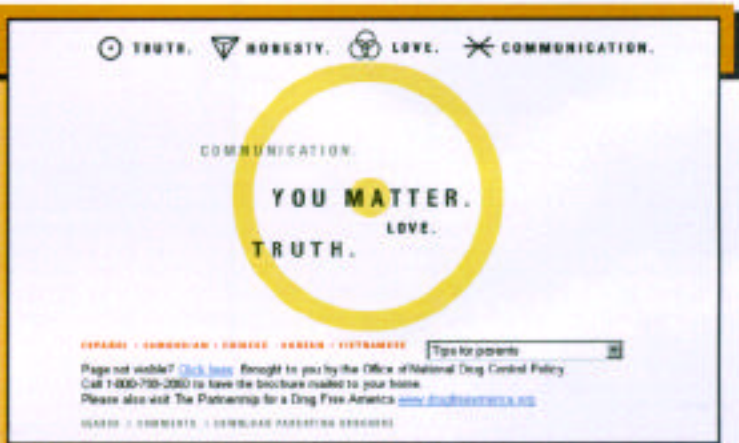 TRUTH. HONESTY. LOVE. COMMUNICATION.
COMMUNICATION.
YOU MATTER.
LOVE.
TRUTH.
ESPAÑOL | CAMBODIAN | CHINESE | KOREAN | VIETNAMESE Tips for parents
Page not visible? Click here. Brought to you by the Office of National Drug Control Policy.
Call 1-800-788-2800 to have the brochure mailed to your home.
Please also visit The Partnership for a Drug Free America www.drugfreeamerica.org
SEARCH | COMMENTS | DOWNLOAD PARENTING BROCHURE